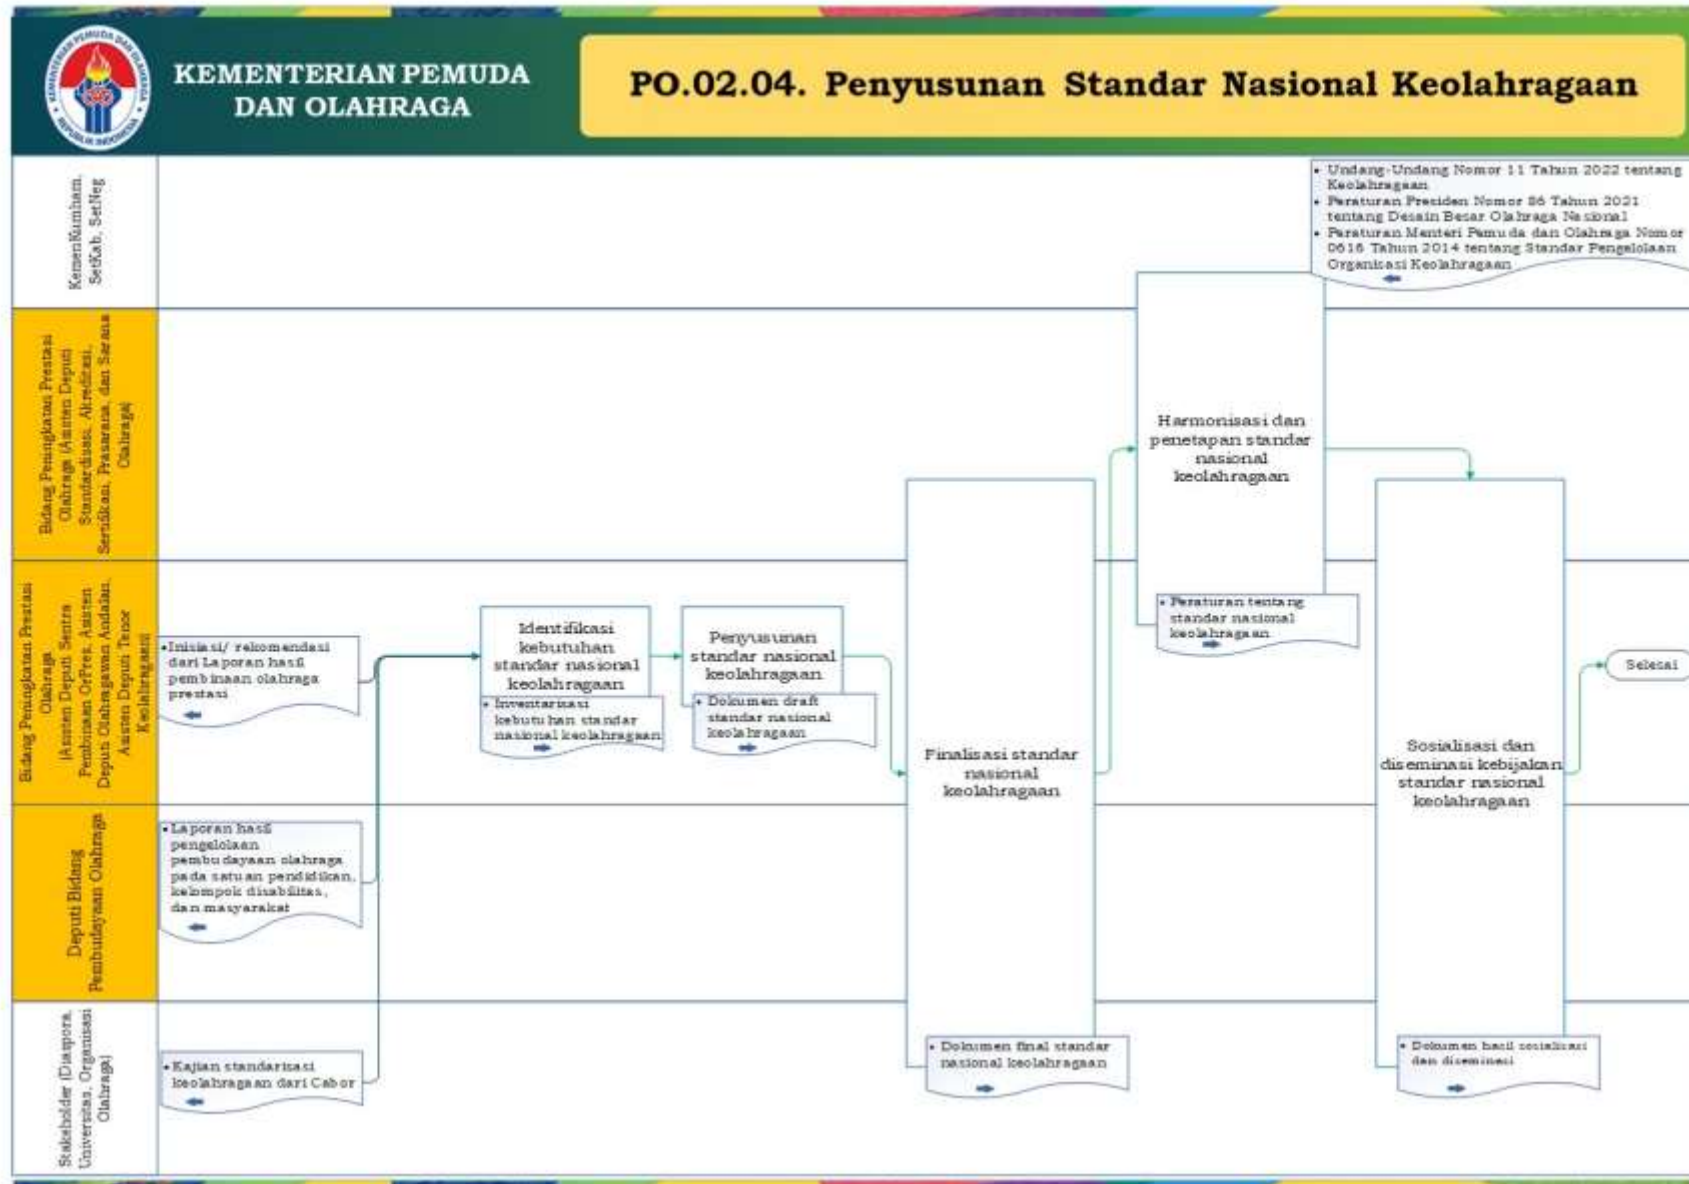 KEMENTERIAN PEMUDA
DAN OLAHRAGA
KEMENTERIAN PEMUDA DAN OLAHRAGA
REPUBLIK INDONESIA
PO.02.04. Penyusunan Standar Nasional Keolahragaan
KemenKumham,
SetKab, SetNeg
• Undang-Undang Nomor 11 Tahun 2022 tentang
Keolahragaan
• Peraturan Presiden Nomor 86 Tahun 2021
tentang Desain Besar Olahraga Nasional
• Peraturan Menteri Pemuda dan Olahraga Nomor
0616 Tahun 2014 tentang Standar Pengelolaan
Organisasi Keolahragaan
Bidang Peningkatan Prestasi
Olahraga (Asisten Deputi
Standardisasi, Akreditasi,
Sertifikasi, Prasarana, dan Sarana
Olahraga)
Harmonisasi dan
penetapan standar
nasional
keolahragaan
• Peraturan tentang
standar nasional
keolahragaan
Bidang Peningkatan Prestasi
Olahraga
(Asisten Deputi Sentra
Pembinaan OrPres, Asisten
Deputi Olahragawan Andalan,
Asisten Deputi Tenor
Keolahragaan)
• Inisiasi/ rekomendasi
dari Laporan hasil
pembinaan olahraga
prestasi
Identifikasi
kebutuhan
standar nasional
keolahragaan
• Inventarisasi
kebutuhan standar
nasional keolahragaan
Penyusunan
standar nasional
keolahragaan
• Dokumen draft
standar nasional
keolahragaan
Finalisasi standar
nasional
keolahragaan
Sosialisasi dan
diseminasi kebijakan
standar nasional
keolahragaan
Selesai
Deputi Bidang
Pembudayaan Olahraga
• Laporan hasil
pengelolaan
pembudayaan olahraga
pada satuan pendidikan,
kelompok disabilitas,
dan masyarakat
Stakeholder (Diaspora,
Universitas, Organisasi
Olahraga)
• Kajian standarisasi
keolahragaan dari Cabor
• Dokumen final standar
nasional keolahragaan
• Dokumen hasil sosialisasi
dan diseminasi